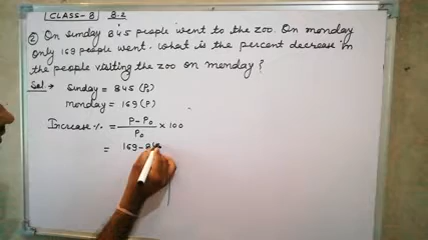 CLASS-8 8.2
② On sunday 845 people went to the zoo. On monday
only 169 people went. What is the percent decrease in
the people visiting the zoo on monday?
Sol → Sunday = 845 (P₀)
Monday = 169 (P)
Increase % = P - P₀ / P₀ × 100
= 169 -